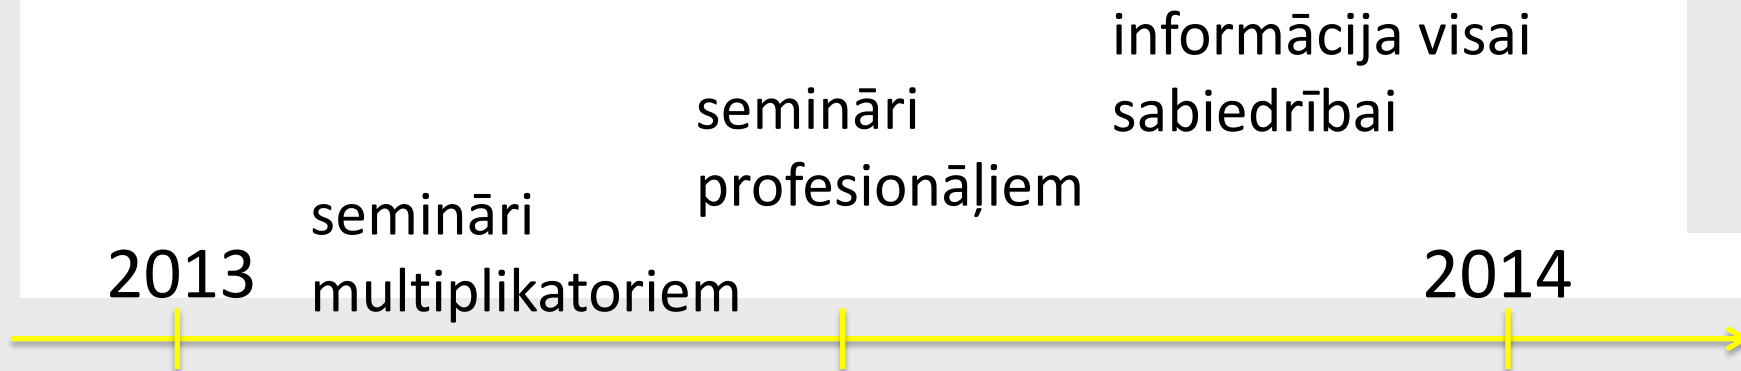 informācija visai
sabiedrībai
semināri
profesionāļiem
semināri
multiplikatoriem
2013
2014